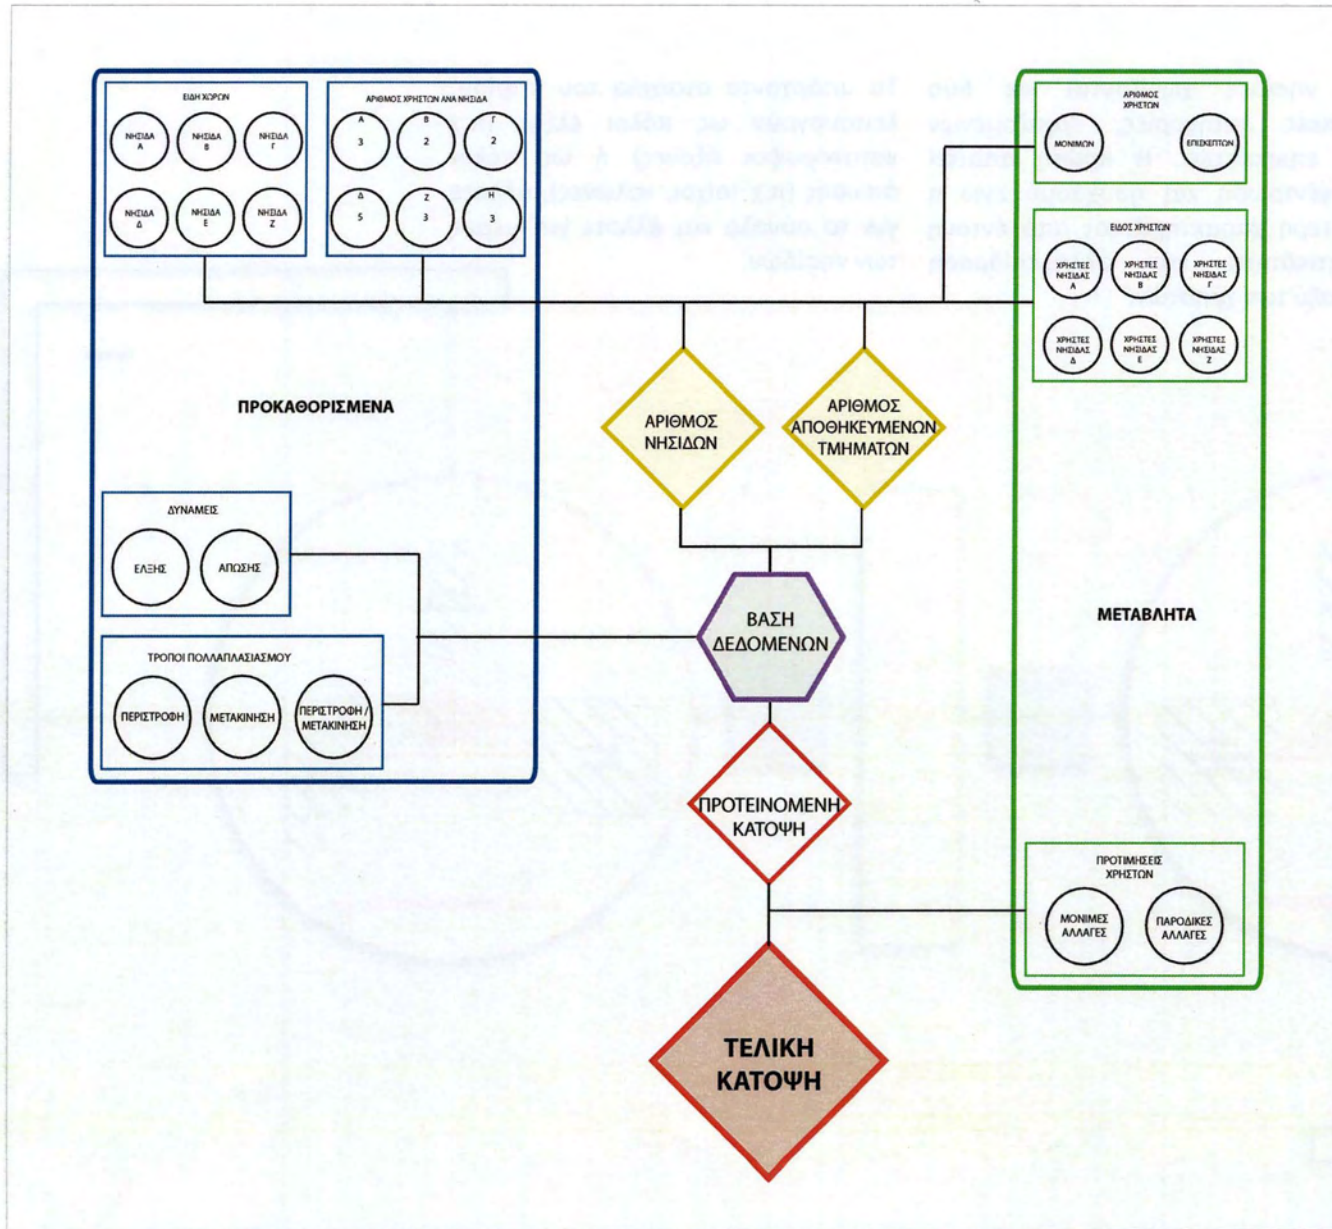 ΕΙΔΗ ΧΩΡΩΝ
ΝΗΣΙΔΑ
Α
ΝΗΣΙΔΑ
Β
ΝΗΣΙΔΑ
Γ
ΝΗΣΙΔΑ
Δ
ΝΗΣΙΔΑ
Ε
ΝΗΣΙΔΑ
Ζ
ΑΡΙΘΜΟΣ ΧΡΗΣΤΩΝ ΑΝΑ ΝΗΣΙΔΑ
Α
3
Β
2
Γ
2
Δ
5
Ζ
3
Η
3
ΠΡΟΚΑΘΟΡΙΣΜΕΝΑ
ΔΥΝΑΜΕΙΣ
ΕΛΞΗΣ
ΑΠΩΣΗΣ
ΤΡΟΠΟΙ ΠΟΛΛΑΠΛΑΣΙΑΣΜΟΥ
ΠΕΡΙΣΤΡΟΦΗ
ΜΕΤΑΚΙΝΗΣΗ
ΠΕΡΙΣΤΡΟΦΗ /
ΜΕΤΑΚΙΝΗΣΗ
ΑΡΙΘΜΟΣ
ΝΗΣΙΔΩΝ
ΑΡΙΘΜΟΣ
ΑΠΟΘΗΚΕΥΜΕΝΩΝ
ΤΜΗΜΑΤΩΝ
ΒΑΣΗ
ΔΕΔΟΜΕΝΩΝ
ΠΡΟΤΕΙΝΟΜΕΝΗ
ΚΑΤΟΨΗ
ΤΕΛΙΚΗ
ΚΑΤΟΨΗ
ΑΡΙΘΜΟΣ
ΧΡΗΣΤΩΝ
ΜΟΝΙΜΩΝ
ΕΠΙΣΚΕΠΤΩΝ
ΕΙΔΟΣ ΧΡΗΣΤΩΝ
ΧΡΗΣΤΕΣ
ΝΗΣΙΔΑΣ
Α
ΧΡΗΣΤΕΣ
ΝΗΣΙΔΑΣ
Β
ΧΡΗΣΤΕΣ
ΝΗΣΙΔΑΣ
Γ
ΧΡΗΣΤΕΣ
ΝΗΣΙΔΑΣ
Δ
ΧΡΗΣΤΕΣ
ΝΗΣΙΔΑΣ
Ε
ΧΡΗΣΤΕΣ
ΝΗΣΙΔΑΣ
Ζ
ΜΕΤΑΒΛΗΤΑ
ΠΡΟΤΙΜΗΣΕΙΣ
ΧΡΗΣΤΩΝ
ΜΟΝΙΜΕΣ
ΑΛΛΑΓΕΣ
ΠΑΡΟΔΙΚΕΣ
ΑΛΛΑΓΕΣ